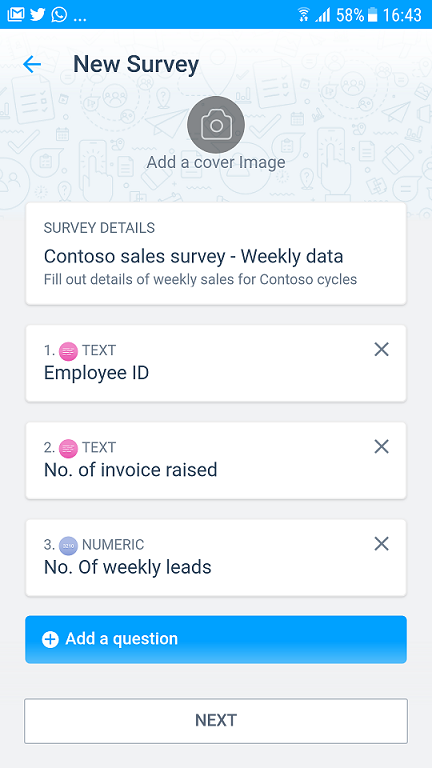 ... 58% 16:43
New Survey
Add a cover Image
SURVEY DETAILS
Contoso sales survey - Weekly data
Fill out details of weekly sales for Contoso cycles
1. TEXT
Employee ID
2. TEXT
No. of invoice raised
3. NUMERIC
No. Of weekly leads
Add a question
NEXT